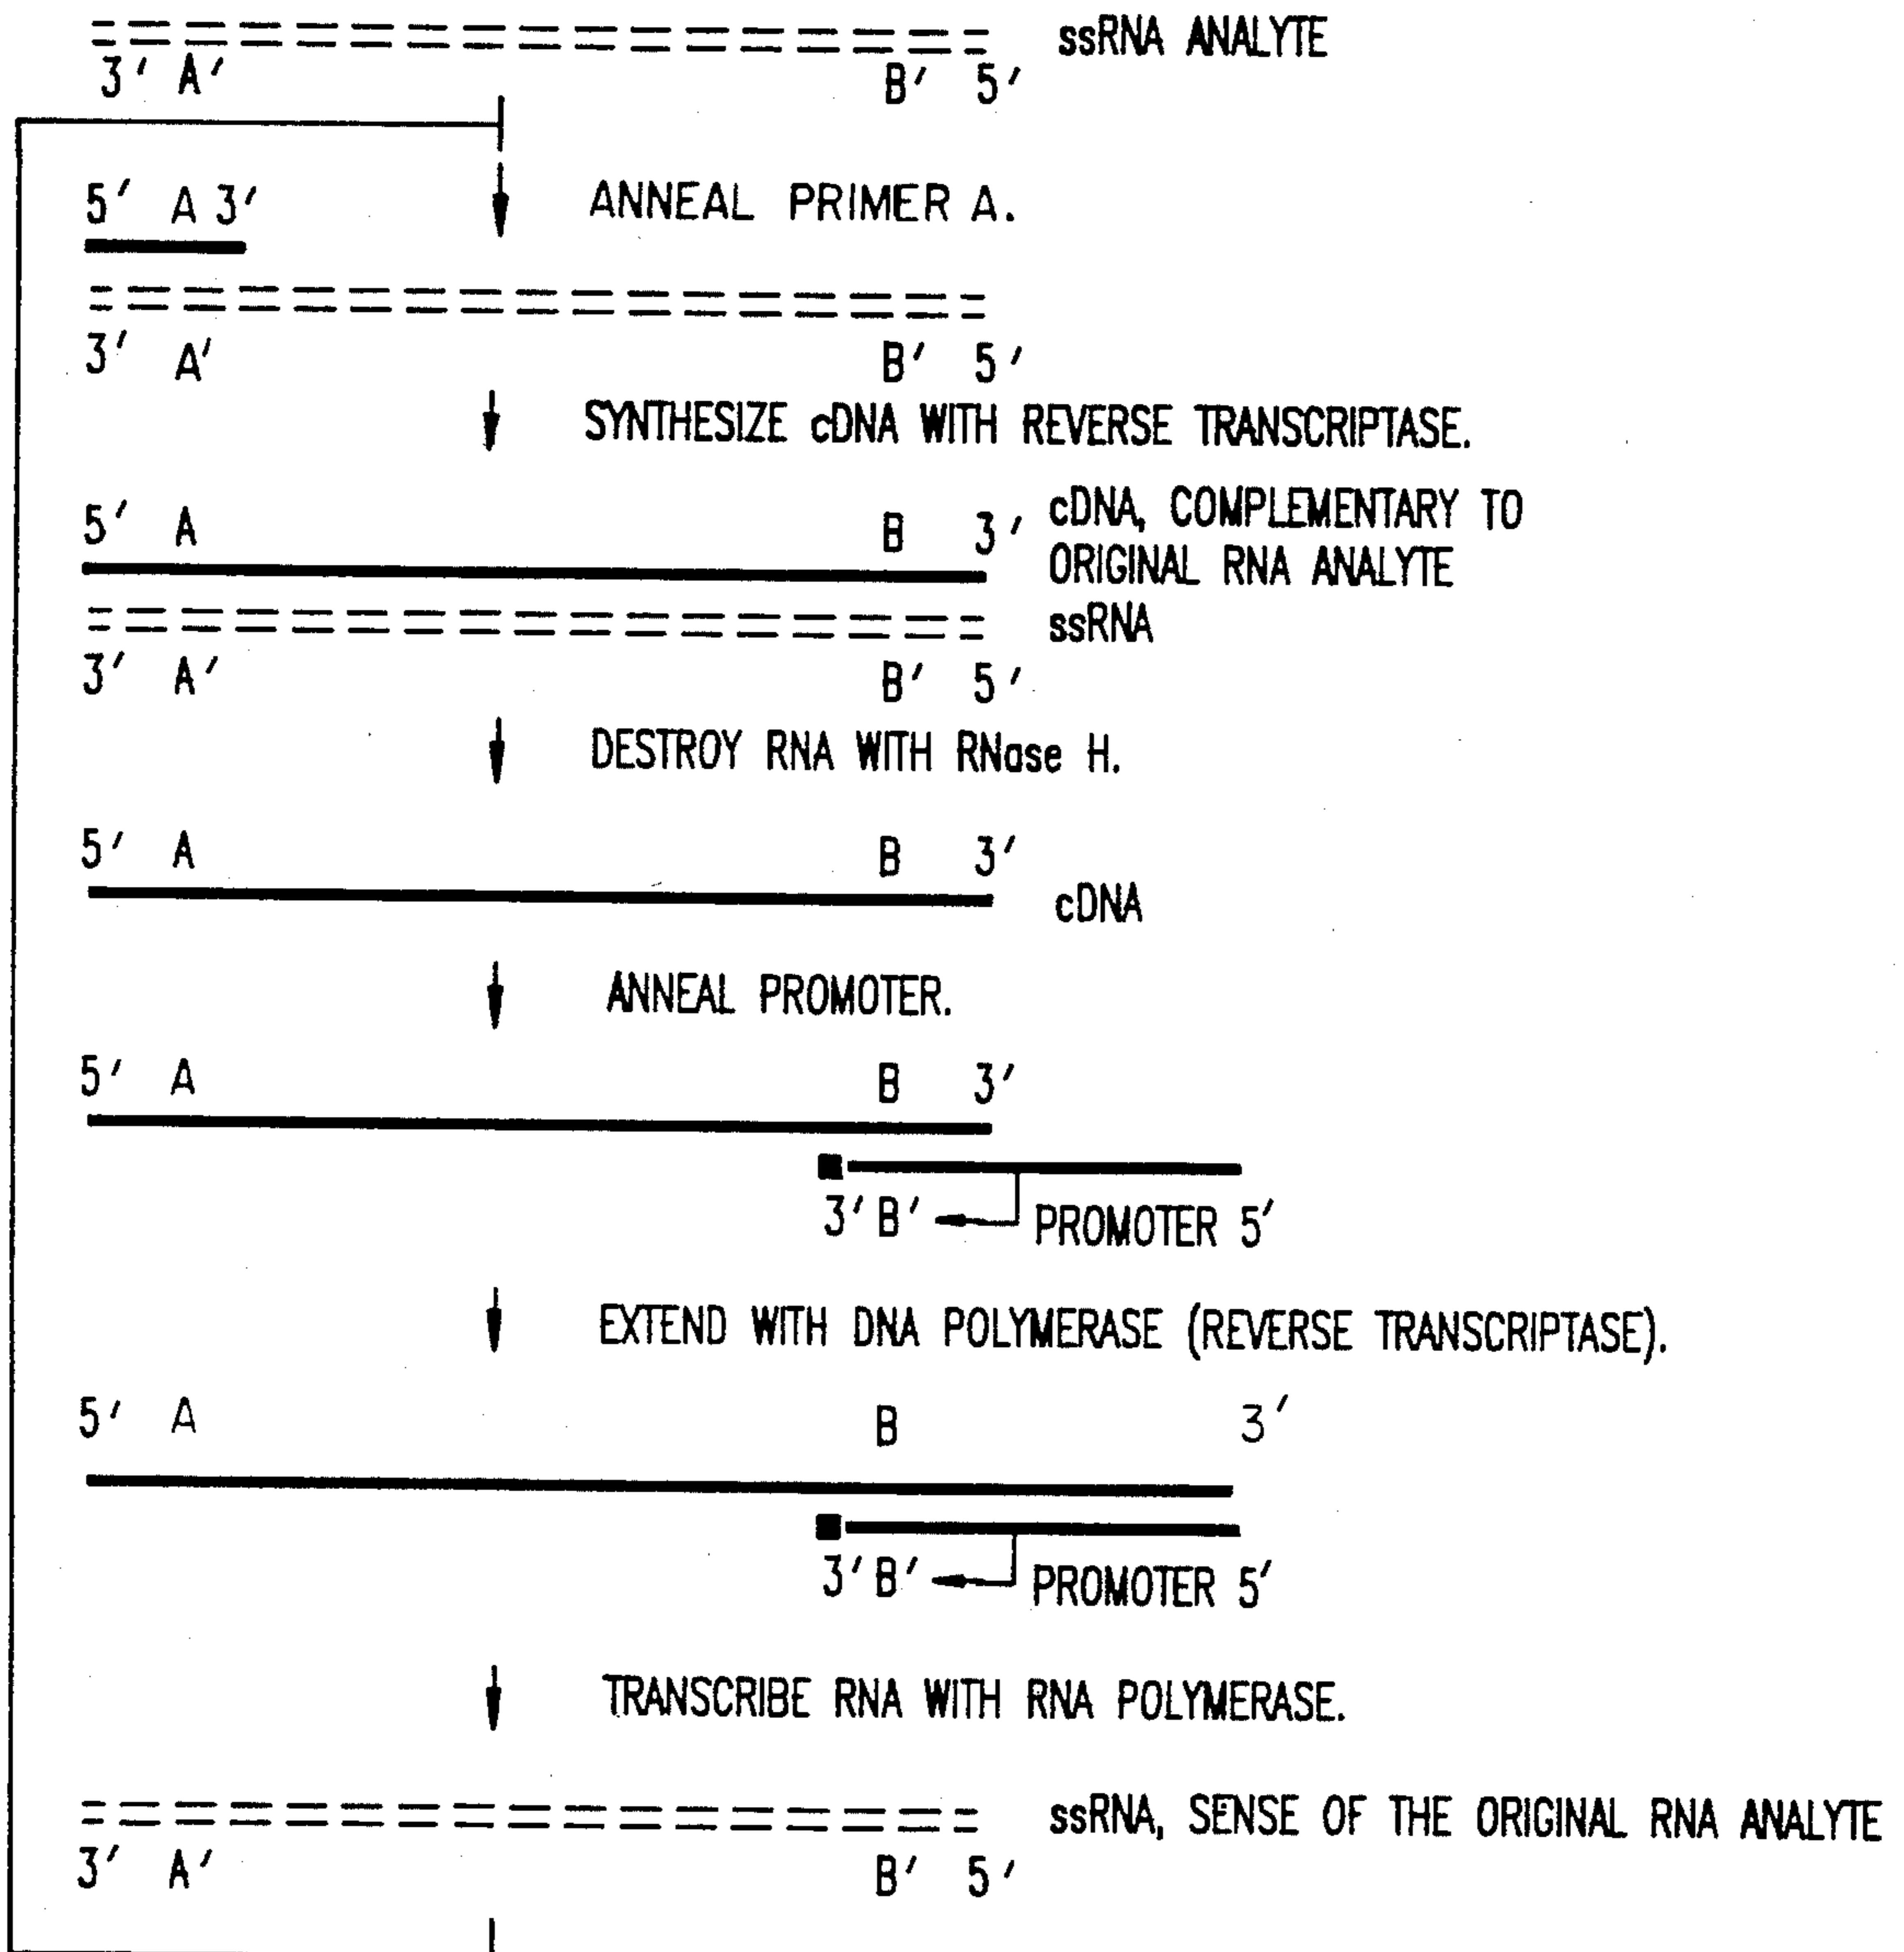 ssRNA ANALYTE
3′ A′ B′ 5′
5′ A 3′
ANNEAL PRIMER A.
3′ A′ B′ 5′
SYNTHESIZE cDNA WITH REVERSE TRANSCRIPTASE.
5′ A B 3′
cDNA, COMPLEMENTARY TO
ORIGINAL RNA ANALYTE
ssRNA
3′ A′ B′ 5′
DESTROY RNA WITH RNase H.
5′ A B 3′
cDNA
ANNEAL PROMOTER.
5′ A B 3′
3′ B′ PROMOTER 5′
EXTEND WITH DNA POLYMERASE (REVERSE TRANSCRIPTASE).
5′ A B 3′
3′ B′ PROMOTER 5′
TRANSCRIBE RNA WITH RNA POLYMERASE.
ssRNA, SENSE OF THE ORIGINAL RNA ANALYTE
3′ A′ B′ 5′